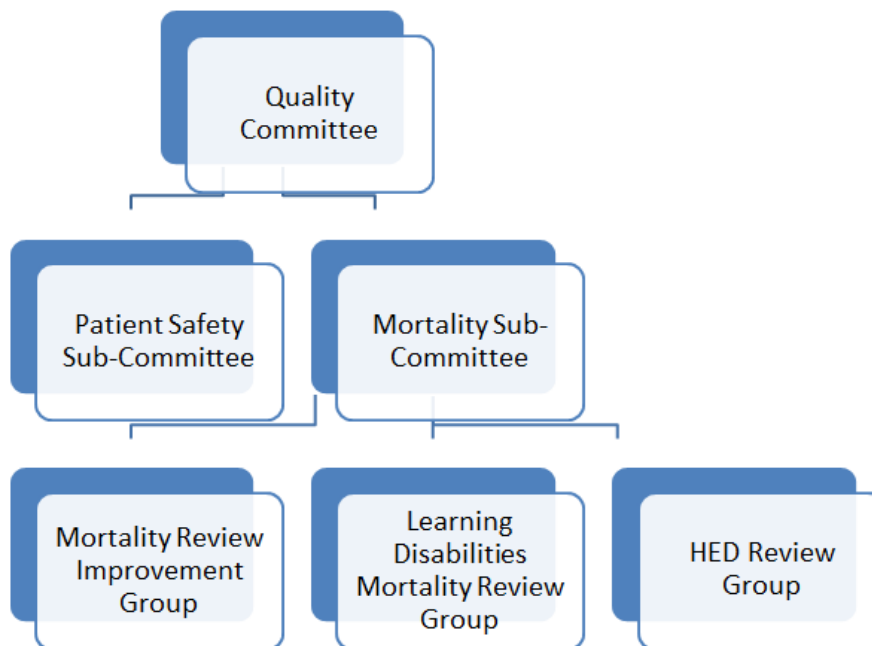 Quality
Committee
Patient Safety
Sub-Committee
Mortality Sub-
Committee
Mortality Review
Improvement
Group
Learning
Disabilities
Mortality Review
Group
HED Review
Group